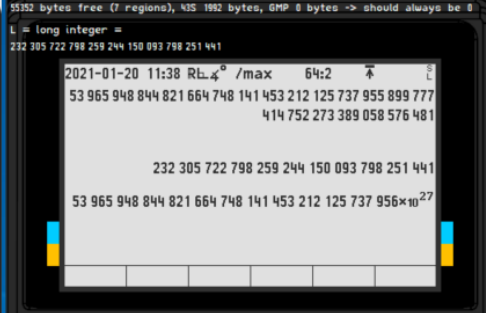 55352 bytes free (7 regions), 43S 1992 bytes, GMP 0 bytes -> should always be 0
L = long integer =
232 305 722 798 259 244 150 093 798 251 441
2021-01-20 11:38 R∟∡° /max 64:2
53 965 948 844 821 664 748 141 453 212 125 737 955 899 777
414 752 273 389 058 576 481
232 305 722 798 259 244 150 093 798 251 441
53 965 948 844 821 664 748 141 453 212 125 737 956×10²⁷